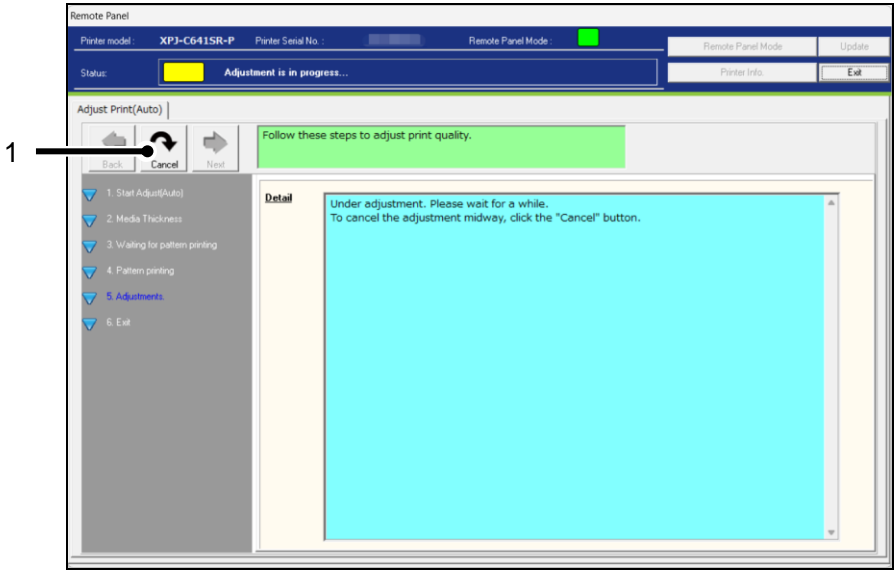 Remote Panel
Printer model : XPJ-C641SR-P Printer Serial No. : Remote Panel Mode :
Remote Panel Mode Update
Status: Adjustment is in progress...
Printer Info. Exit
Adjust Print(Auto)
1
Back Cancel Next
Follow these steps to adjust print quality.
1. Start Adjust(Auto)
2. Media Thickness
3. Waiting for pattern printing
4. Pattern printing
5. Adjustments.
6. Exit
Detail
Under adjustment. Please wait for a while.
To cancel the adjustment midway, click the "Cancel" button.